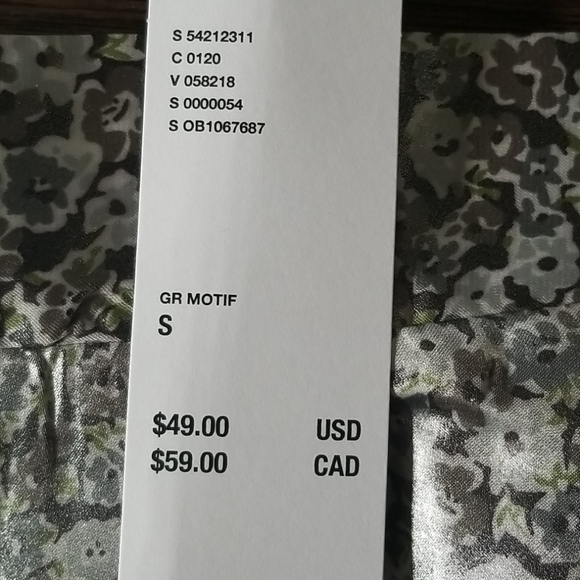 S 54212311
C 0120
V 058218
S 0000054
S OB1067687
GR MOTIF
S
$49.00 USD
$59.00 CAD